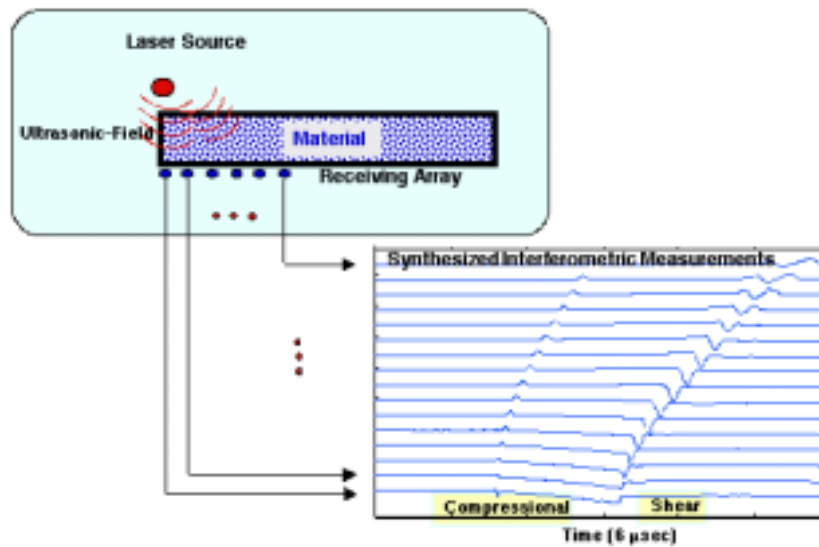 Laser Source
Ultrasonic-Field
Material
Receiving Array
Synthesized Interferometric Measurements
Compressional
Shear
Time (6 µsec)